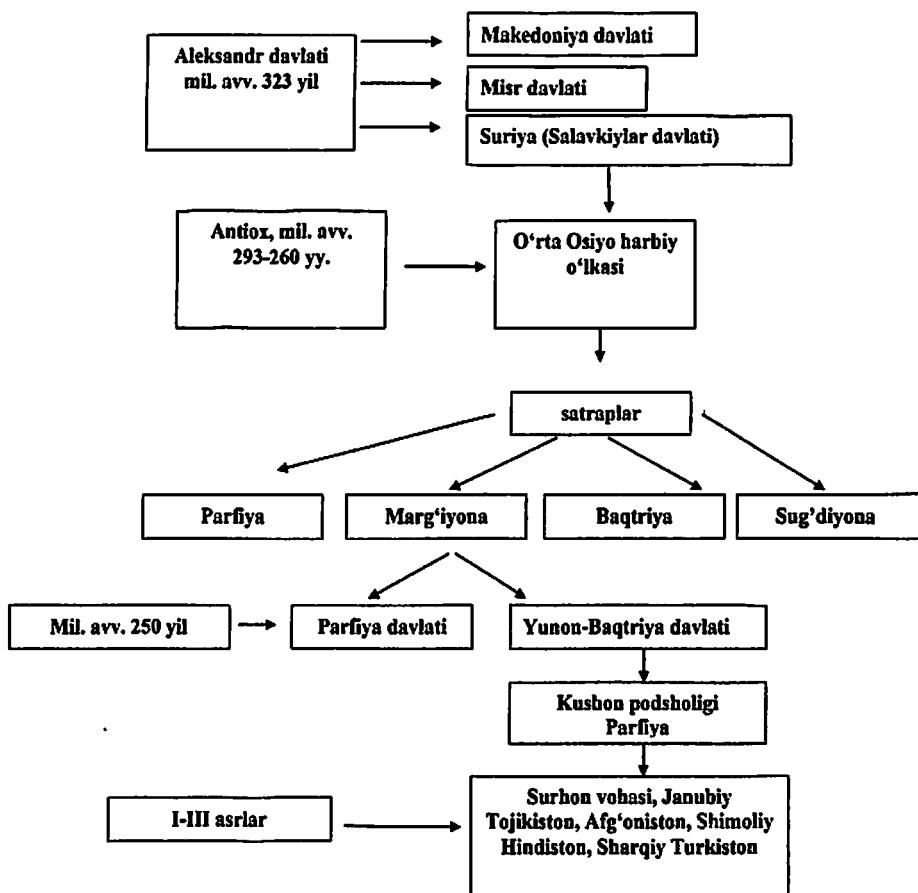 Aleksandr davlati
mil. avv. 323 yil
Makedoniya davlati
Misr davlati
Suriya (Salavkiylar davlati)
Antiox, mil. avv.
293-260 yy.
O‘rta Osiyo harbiy
o‘lkasi
satraplar
Parfiya
Marg‘iyona
Baqtriya
Sug’diyona
Mil. avv. 250 yil
Parfiya davlati
Yunon-Baqtriya davlati
Kushon podsholigi
Parfiya
I-III asrlar
Surhon vohasi, Janubiy
Tojikiston, Afg‘oniston, Shimoliy
Hindiston, Sharqiy Turkiston